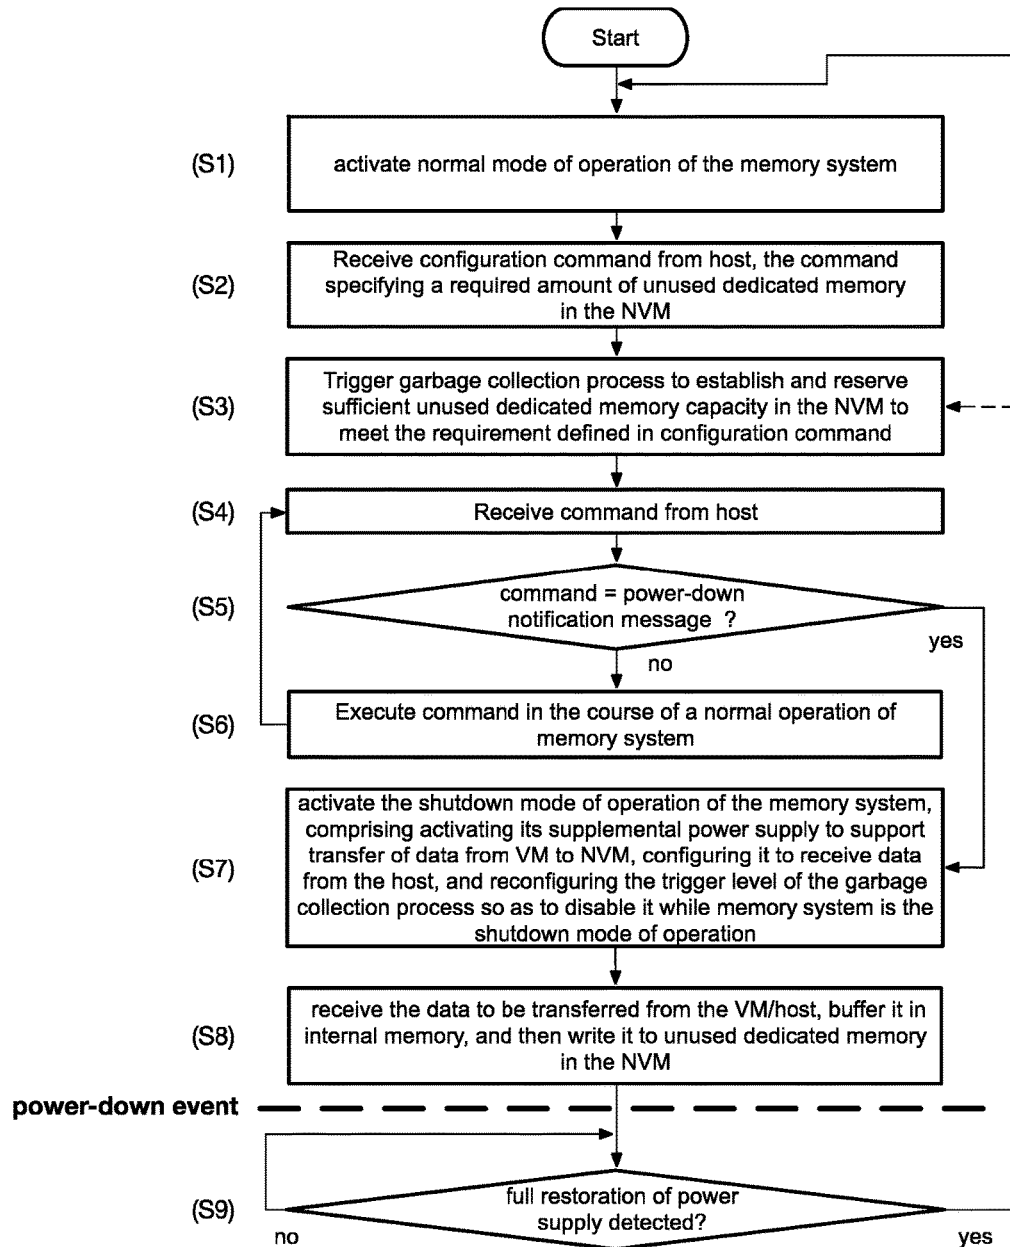 Start
(S1)
activate normal mode of operation of the memory system
(S2)
Receive configuration command from host, the command
specifying a required amount of unused dedicated memory
in the NVM
(S3)
Trigger garbage collection process to establish and reserve
sufficient unused dedicated memory capacity in the NVM to
meet the requirement defined in configuration command
(S4)
Receive command from host
(S5)
command = power-down
notification message ?
yes
no
(S6)
Execute command in the course of a normal operation of
memory system
(S7)
activate the shutdown mode of operation of the memory system,
comprising activating its supplemental power supply to support
transfer of data from VM to NVM, configuring it to receive data
from the host, and reconfiguring the trigger level of the garbage
collection process so as to disable it while memory system is the
shutdown mode of operation
(S8)
receive the data to be transferred from the VM/host, buffer it in
internal memory, and then write it to unused dedicated memory
in the NVM
power-down event
(S9)
full restoration of power
supply detected?
no
yes